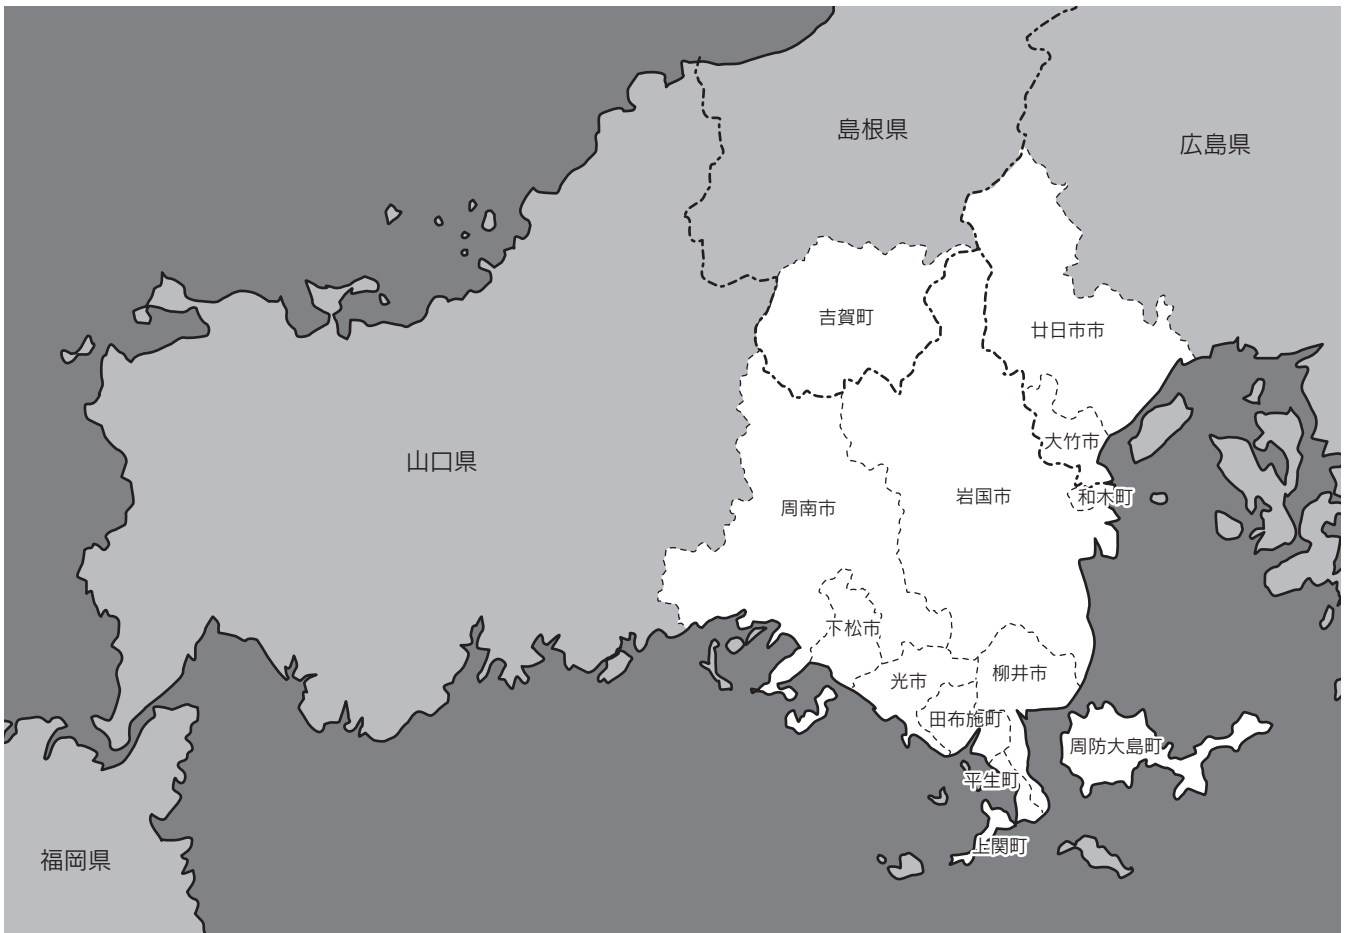 島根県
広島県
吉賀町
廿日市市
大竹市
山口県
和木町
岩国市
周南市
下松市
柳井市
光市
田布施町
周防大島町
平生町
上関町
福岡県